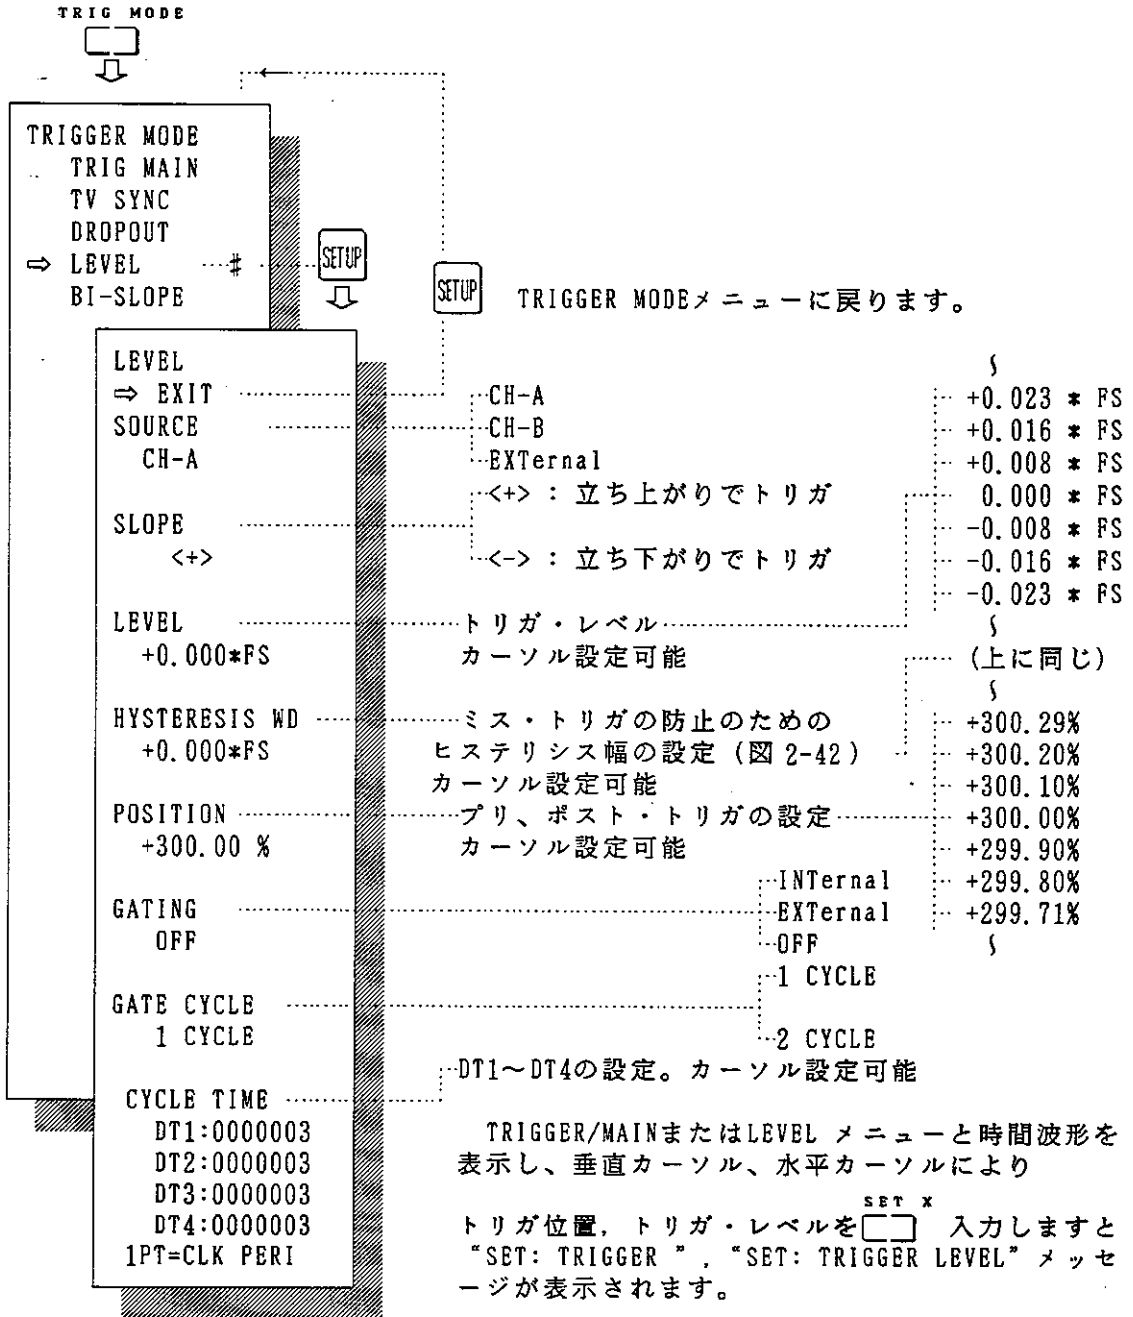 TRIG MODE
TRIGGER MODE
TRIG MAIN
TV SYNC
DROPOUT
⇨ LEVEL ♯
BI-SLOPE
SETUP
SETUP
TRIGGER MODEメニューに戻ります。
LEVEL
⇨ EXIT
SOURCE
CH-A
CH-A
CH-B
EXTernal
SLOPE
<+>
<+> : 立ち上がりでトリガ
<-> : 立ち下がりでトリガ
LEVEL
+0.000*FS
トリガ・レベル
カーソル設定可能
+0.023 * FS
+0.016 * FS
+0.008 * FS
0.000 * FS
-0.008 * FS
-0.016 * FS
-0.023 * FS
HYSTERESIS WD
+0.000*FS
ミス・トリガの防止のための
ヒステリシス幅の設定 (図 2-42)
カーソル設定可能
(上に同じ)
POSITION
+300.00 %
プリ、ポスト・トリガの設定
カーソル設定可能
+300.29%
+300.20%
+300.10%
+300.00%
+299.90%
+299.80%
+299.71%
GATING
OFF
INTernal
EXTernal
OFF
GATE CYCLE
1 CYCLE
1 CYCLE
2 CYCLE
CYCLE TIME
DT1:0000003
DT2:0000003
DT3:0000003
DT4:0000003
1PT=CLK PERI
DT1～DT4の設定。カーソル設定可能
TRIGGER/MAINまたはLEVEL メニューと時間波形を
表示し、垂直カーソル、水平カーソルにより
SET X
トリガ位置, トリガ・レベルを 入力しますと
"SET: TRIGGER ", "SET: TRIGGER LEVEL" メッセ
ージが表示されます。